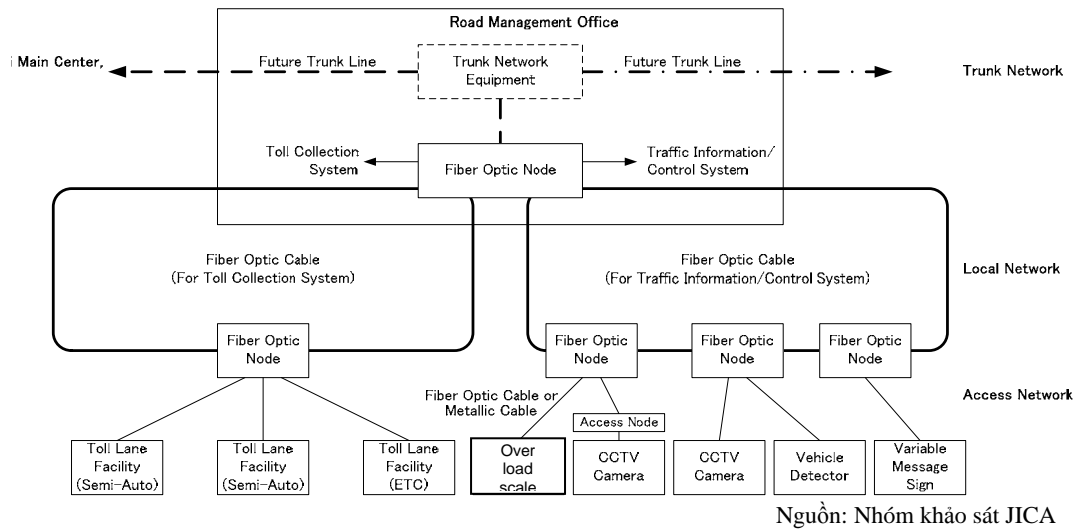 Road Management Office
i Main Center,
Future Trunk Line
Trunk Network
Equipment
Future Trunk Line
Trunk Network
Toll Collection
System
Fiber Optic Node
Traffic Information/
Control System
Fiber Optic Cable
(For Toll Collection System)
Fiber Optic Cable
(For Traffic Information/Control System)
Local Network
Fiber Optic
Node
Fiber Optic
Node
Fiber Optic
Node
Fiber Optic
Node
Fiber Optic Cable or
Metallic Cable
Access Network
Access Node
Toll Lane
Facility
(Semi-Auto)
Toll Lane
Facility
(Semi-Auto)
Toll Lane
Facility
(ETC)
Over
load
scale
CCTV
Camera
CCTV
Camera
Vehicle
Detector
Variable
Message
Sign
Nguồn: Nhóm khảo sát JICA